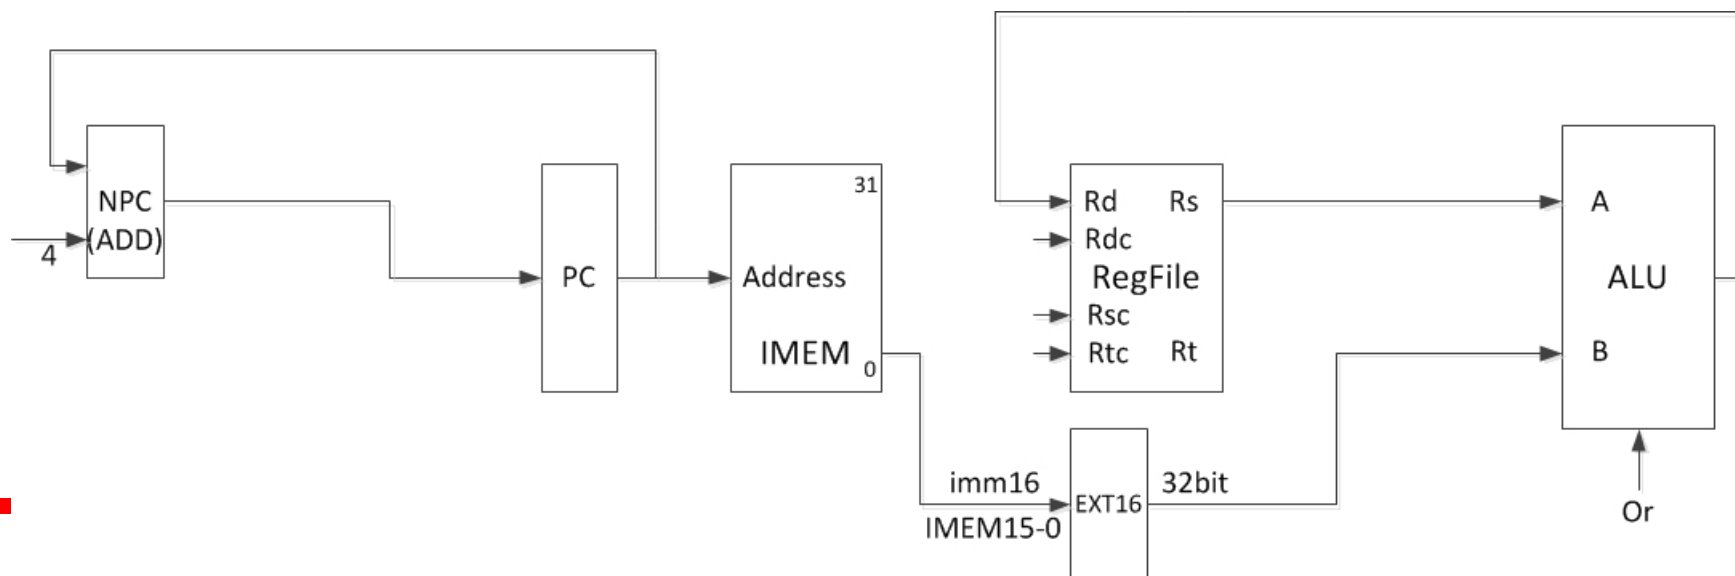 NPC
(ADD)
4
PC
31
Address
IMEM
0
Rd
Rs
Rdc
RegFile
Rsc
Rtc
Rt
A
ALU
B
Or
imm16
IMEM15-0
EXT16
32bit